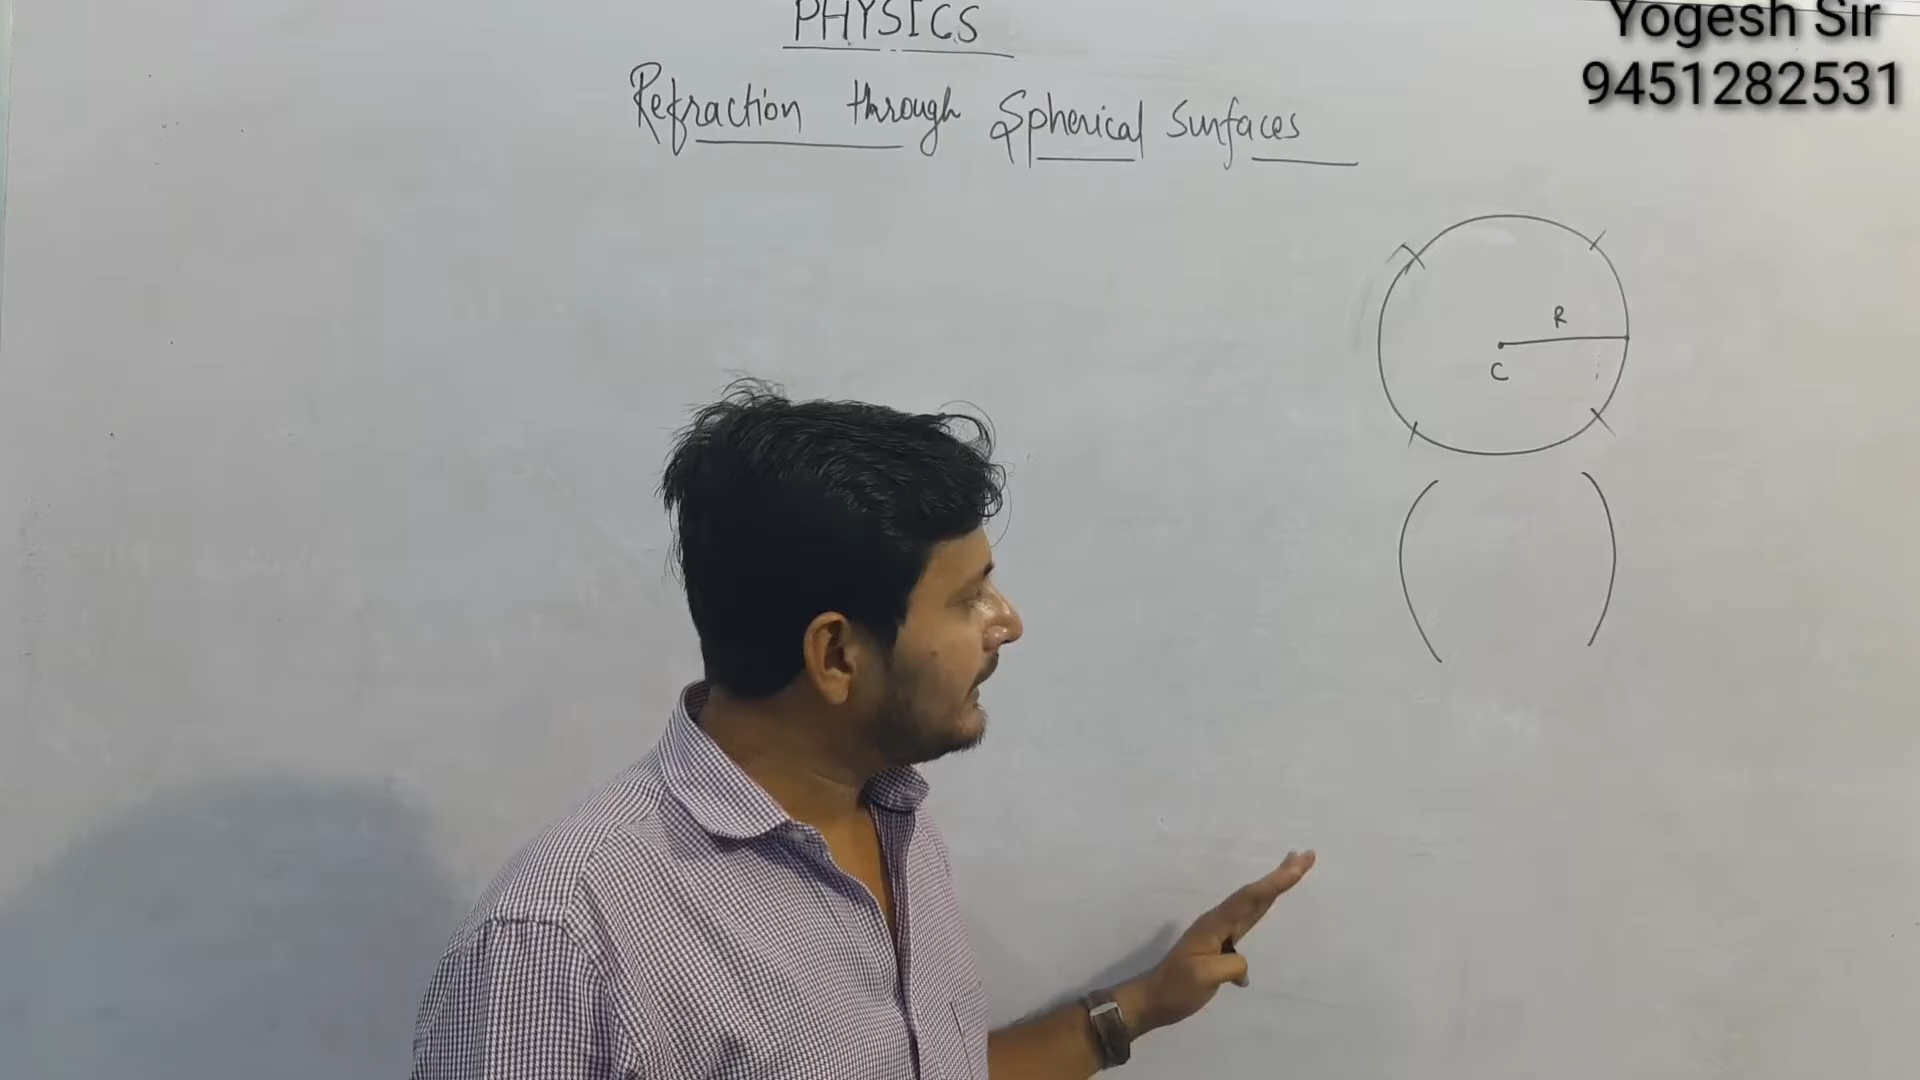 PHYSICS
Yogesh Sir
9451282531
Refraction through Spherical Surfaces
R
C